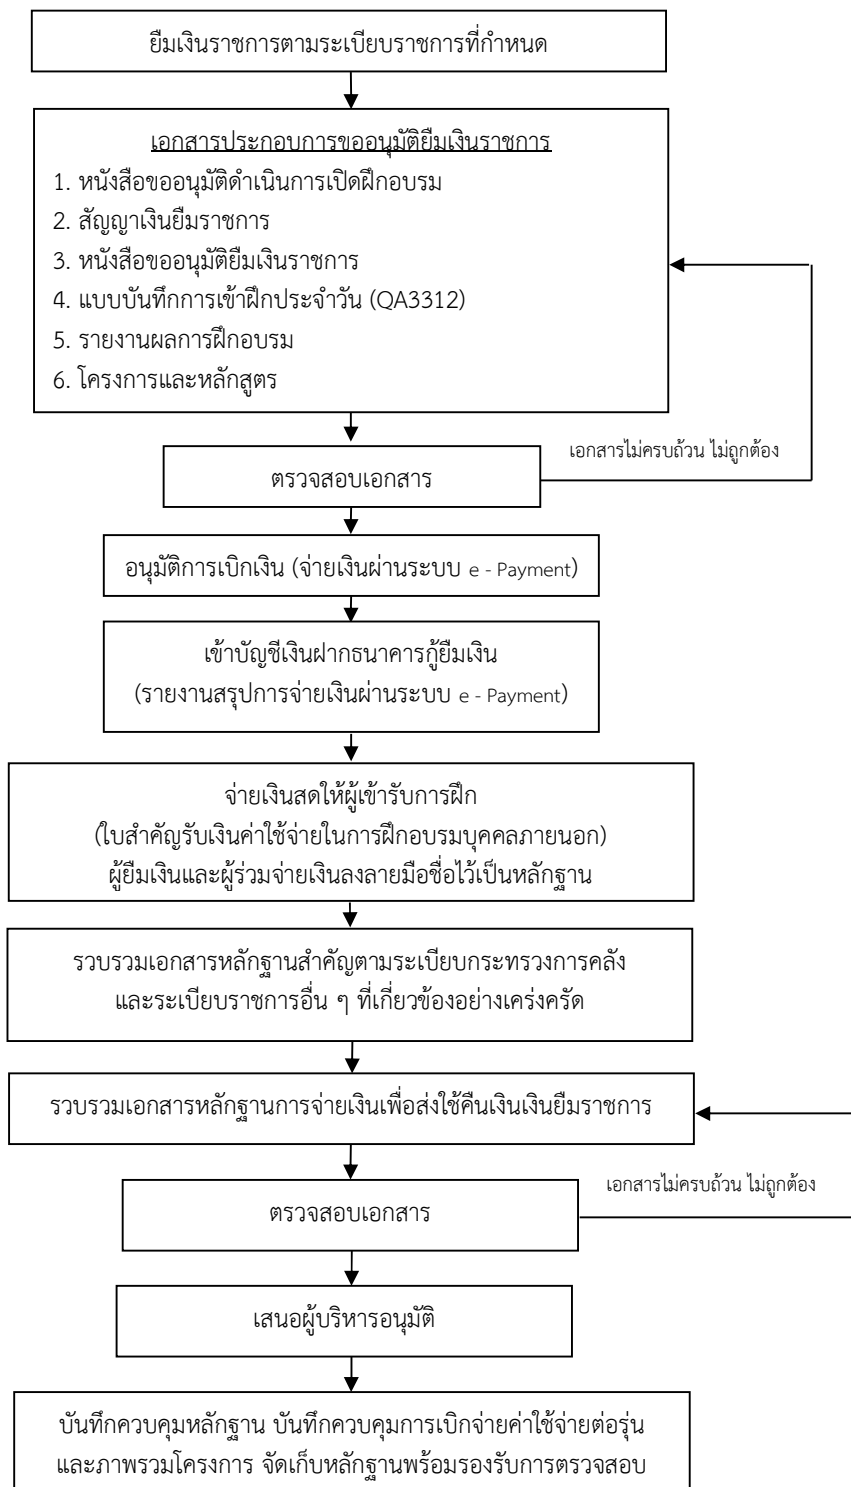 ยืมเงินราชการตามระเบียบราชการที่กำหนด
เอกสารประกอบการขออนุมัติยืมเงินราชการ
1. หนังสือขออนุมัติดำเนินการเปิดฝึกอบรม
2. สัญญาเงินยืมราชการ
3. หนังสือขออนุมัติยืมเงินราชการ
4. แบบบันทึกการเข้าฝึกประจำวัน (QA3312)
5. รายงานผลการฝึกอบรม
6. โครงการและหลักสูตร
เอกสารไม่ครบถ้วน ไม่ถูกต้อง
ตรวจสอบเอกสาร
อนุมัติการเบิกเงิน (จ่ายเงินผ่านระบบ e - Payment)
เข้าบัญชีเงินฝากธนาคารกู้ยืมเงิน
(รายงานสรุปการจ่ายเงินผ่านระบบ e - Payment)
จ่ายเงินสดให้ผู้เข้ารับการฝึก
(ใบสำคัญรับเงินค่าใช้จ่ายในการฝึกอบรมบุคคลภายนอก)
ผู้ยืมเงินและผู้ร่วมจ่ายเงินลงลายมือชื่อไว้เป็นหลักฐาน
รวบรวมเอกสารหลักฐานสำคัญตามระเบียบกระทรวงการคลัง
และระเบียบราชการอื่น ๆ ที่เกี่ยวข้องอย่างเคร่งครัด
รวบรวมเอกสารหลักฐานการจ่ายเงินเพื่อส่งใช้คืนเงินเงินยืมราชการ
เอกสารไม่ครบถ้วน ไม่ถูกต้อง
ตรวจสอบเอกสาร
เสนอผู้บริหารอนุมัติ
บันทึกควบคุมหลักฐาน บันทึกควบคุมการเบิกจ่ายค่าใช้จ่ายต่อรุ่น
และภาพรวมโครงการ จัดเก็บหลักฐานพร้อมรองรับการตรวจสอบ